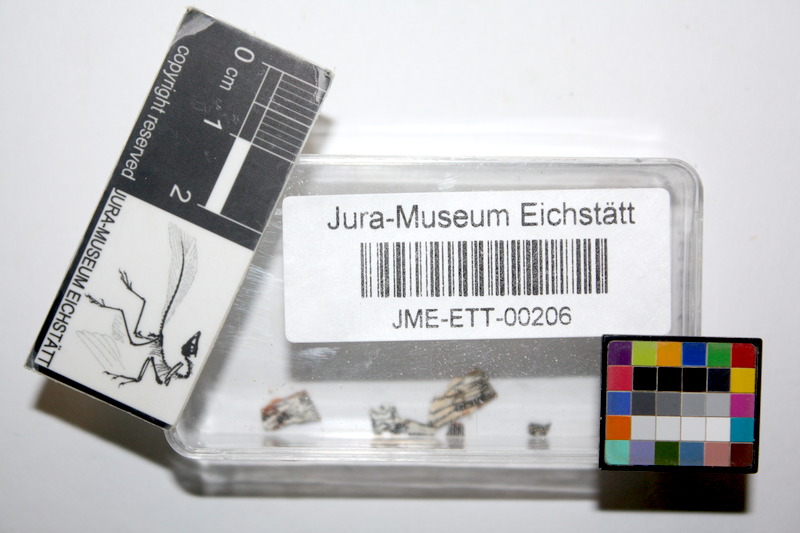 0 cm 1 2
copyright reserved
JURA-MUSEUM EICHSTÄTT
Jura-Museum Eichstätt
JME-ETT-00206